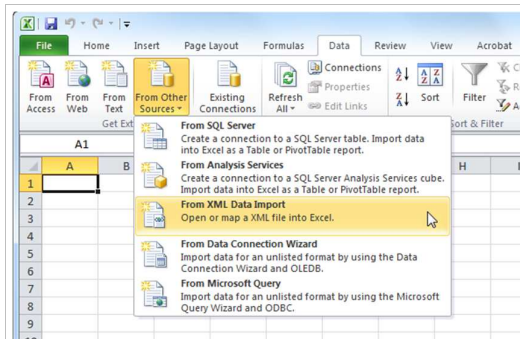 File Home Insert Page Layout Formulas Data Review View Acrobat
From Access
From Web
From Text
From Other Sources
Existing Connections
Refresh All
Connections
Properties
Edit Links
Sort
Filter
Get Ext
Sort & Filter
A1
A B H
1
2
3
4
5
6
7
8
9
From SQL Server
Create a connection to a SQL Server table. Import data
into Excel as a Table or PivotTable report.
From Analysis Services
Create a connection to a SQL Server Analysis Services cube.
Import data into Excel as a Table or PivotTable report.
From XML Data Import
Open or map a XML file into Excel.
From Data Connection Wizard
Import data for an unlisted format by using the Data
Connection Wizard and OLEDB.
From Microsoft Query
Import data for an unlisted format by using the Microsoft
Query Wizard and ODBC.